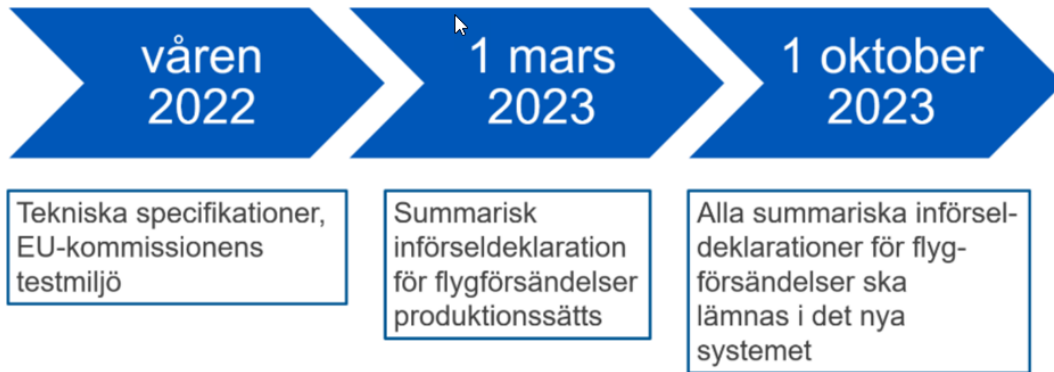 våren
2022
1 mars
2023
1 oktober
2023
Tekniska specifikationer,
EU-kommissionens
testmiljö
Summarisk
införseldeklaration
för flygförsändelser
produktionssätts
Alla summariska införsel-
deklarationer för flyg-
försändelser ska
lämnas i det nya
systemet